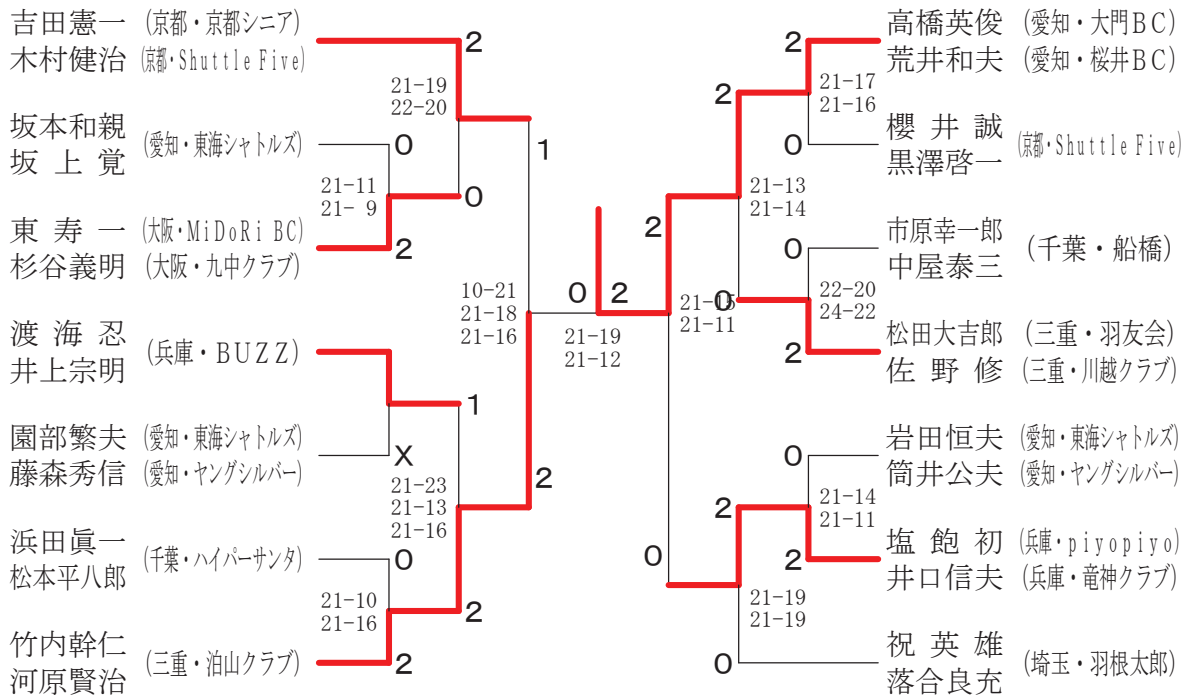 吉田憲一 (京都・京都シニア)
木村健治 (京都・Shuttle Five)
2
21-19
22-20
坂本和親
坂上覚
(愛知・東海シャトルズ)
0
21-11
21- 9
0
1
東寿一 (大阪・MiDoRi BC)
杉谷義明 (大阪・九中クラブ)
2
10-21
21-18
21-16
渡海忍
井上宗明
(兵庫・BUZZ)
1
園部繁夫 (愛知・東海シャトルズ)
藤森秀信 (愛知・ヤングシルバー)
X
21-23
21-13
21-16
2
浜田眞一
松本平八郎
(千葉・ハイパーサンタ)
0
21-10
21-16
2
竹内幹仁
河原賢治
(三重・泊山クラブ)
2
0 2
21-19
21-12
高橋英俊 (愛知・大門BC)
荒井和夫 (愛知・桜井BC)
2
21-17
21-16
2
櫻井誠
黒澤啓一
(京都・Shuttle Five)
0
21-13
21-14
2
市原幸一郎
中屋泰三
(千葉・船橋)
0
22-20
24-22
0
21-15
21-11
松田大吉郎 (三重・羽友会)
佐野修 (三重・川越クラブ)
2
岩田恒夫 (愛知・東海シャトルズ)
筒井公夫 (愛知・ヤングシルバー)
0
21-14
21-11
2
塩飽初 (兵庫・piyopiyo)
井口信夫 (兵庫・竜神クラブ)
2
0
21-19
21-19
祝英雄
落合良充
(埼玉・羽根太郎)
0